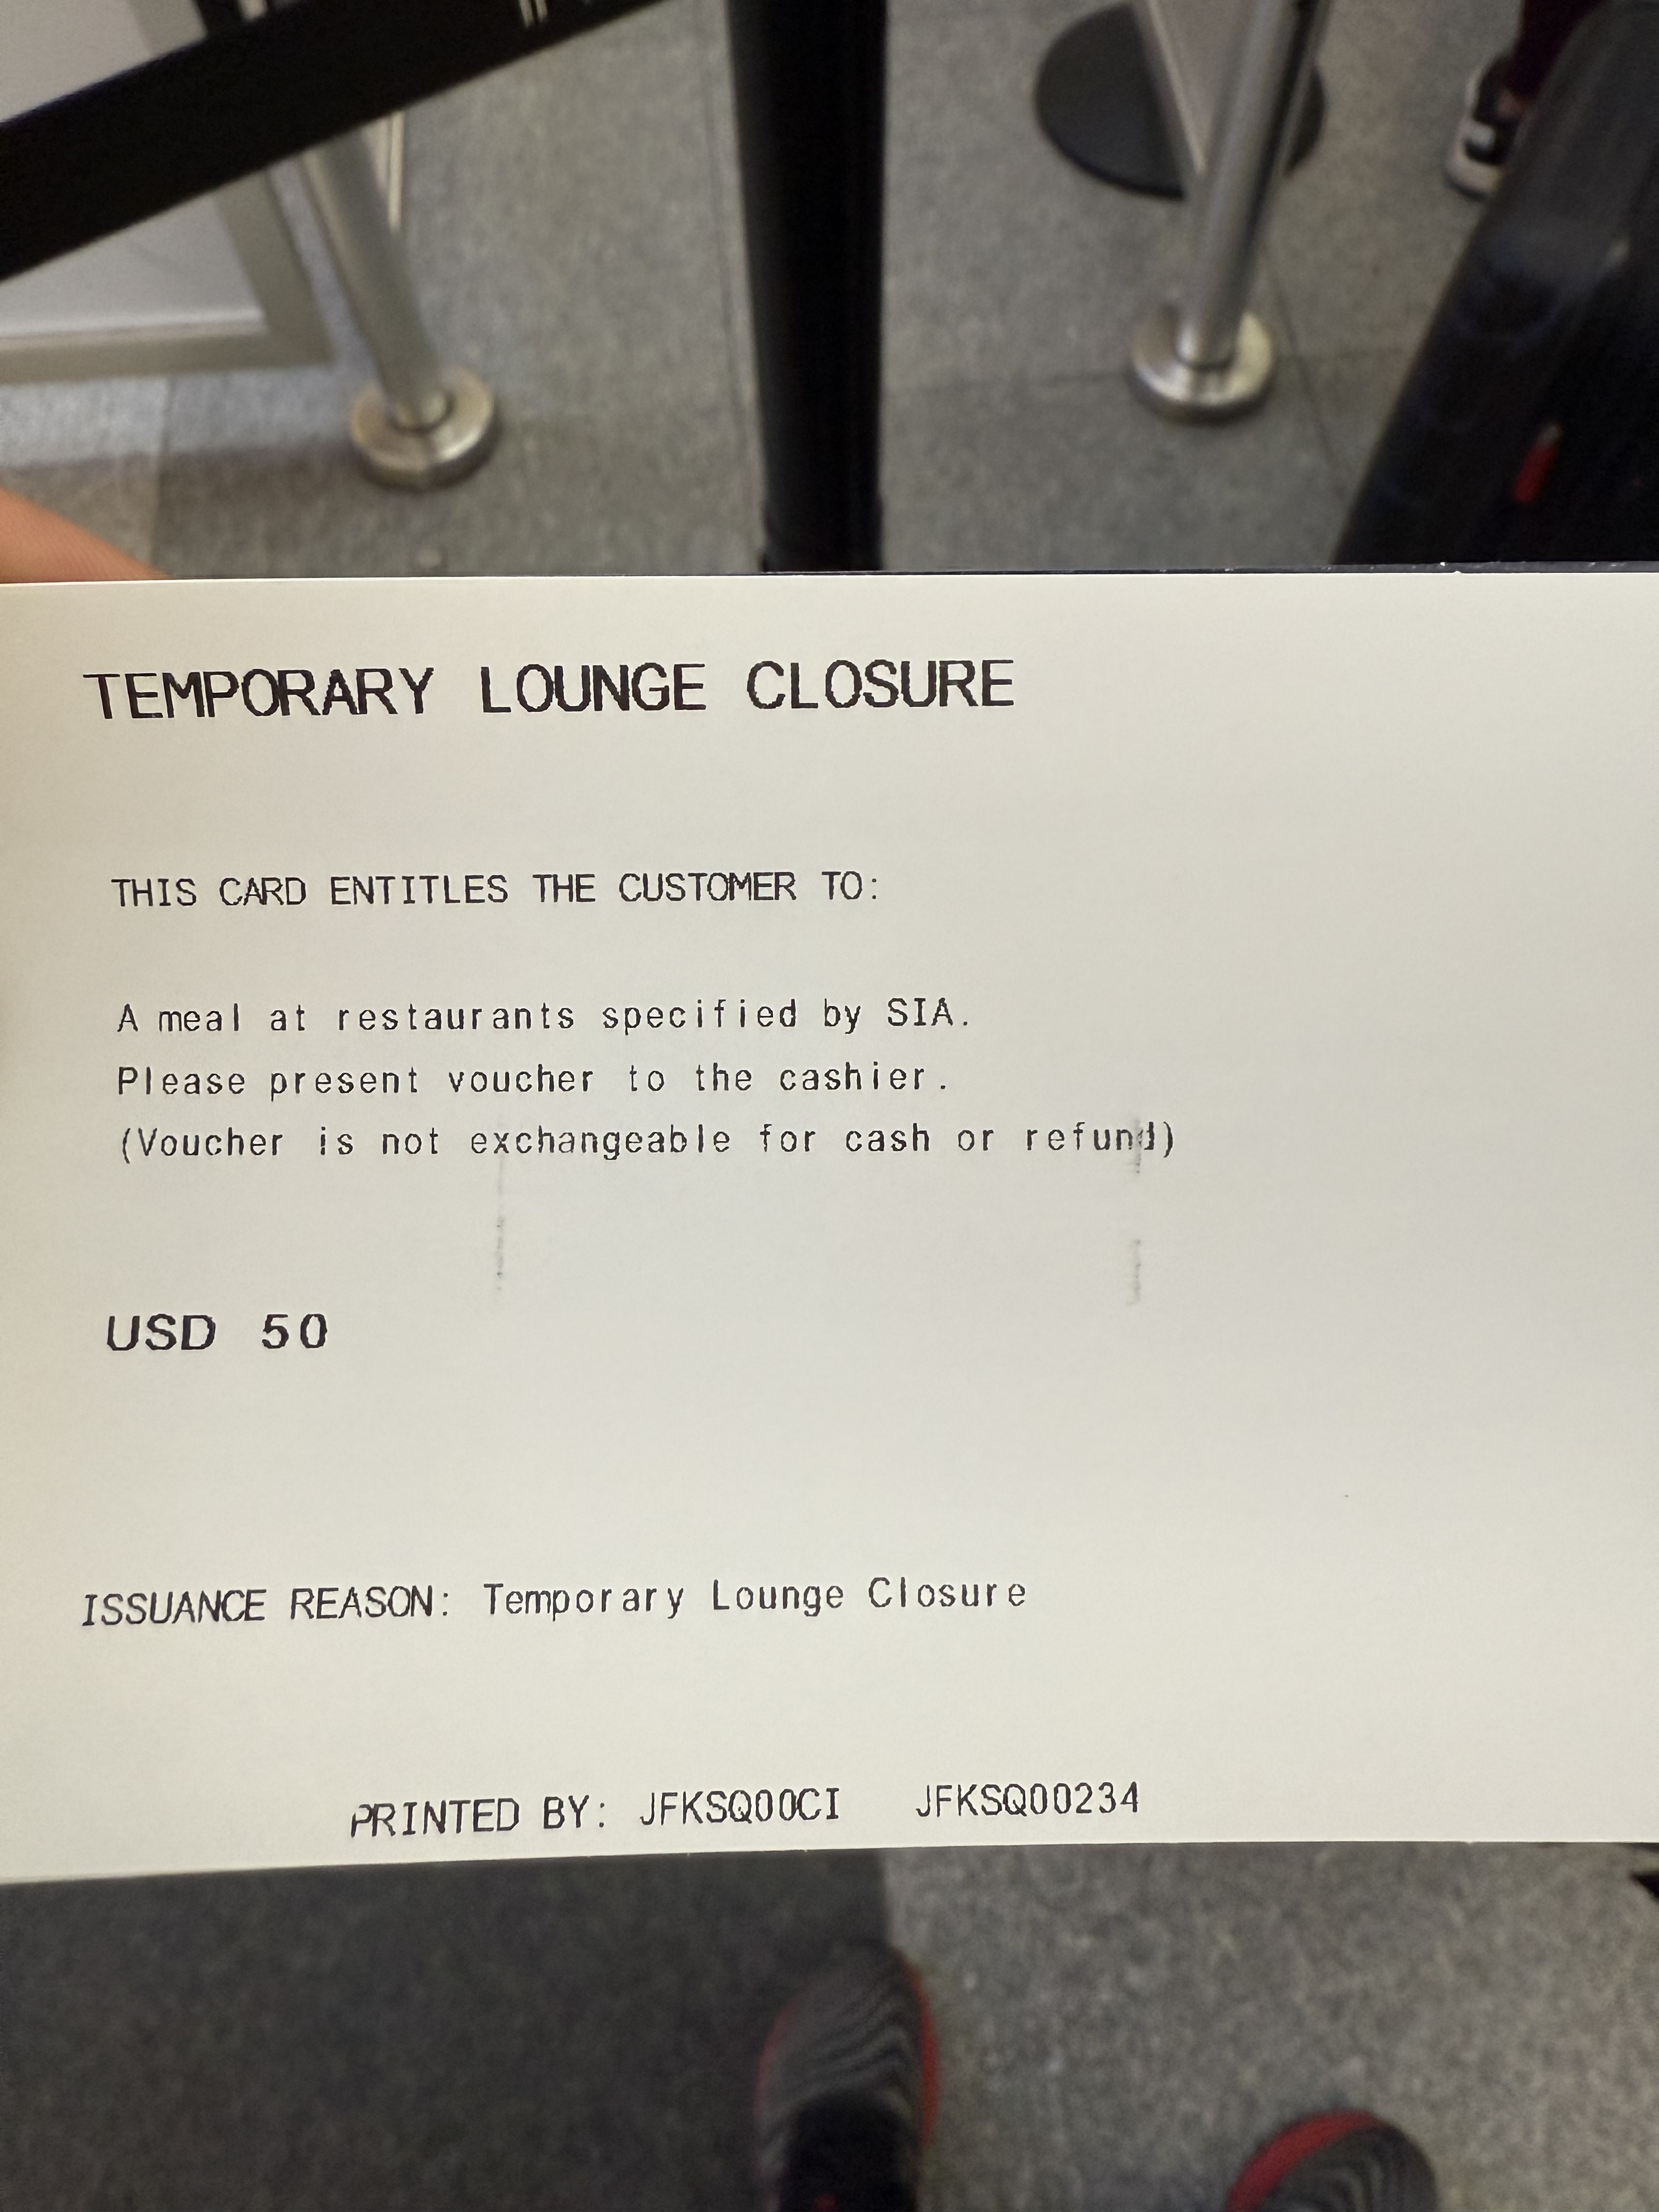 TEMPORARY LOUNGE CLOSURE
THIS CARD ENTITLES THE CUSTOMER TO:
A meal at restaurants specified by SIA.
Please present voucher to the cashier.
(Voucher is not exchangeable for cash or refund)
USD 50
ISSUANCE REASON: Temporary Lounge Closure
PRINTED BY: JFKSQ00CI JFKSQ00234